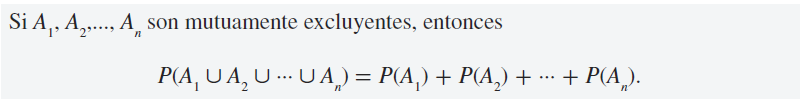 Si A₁, A₂,..., Aₙ son mutuamente excluyentes, entonces
P(A₁ ∪ A₂ ∪ ··· ∪ Aₙ) = P(A₁) + P(A₂) + ··· + P(Aₙ).